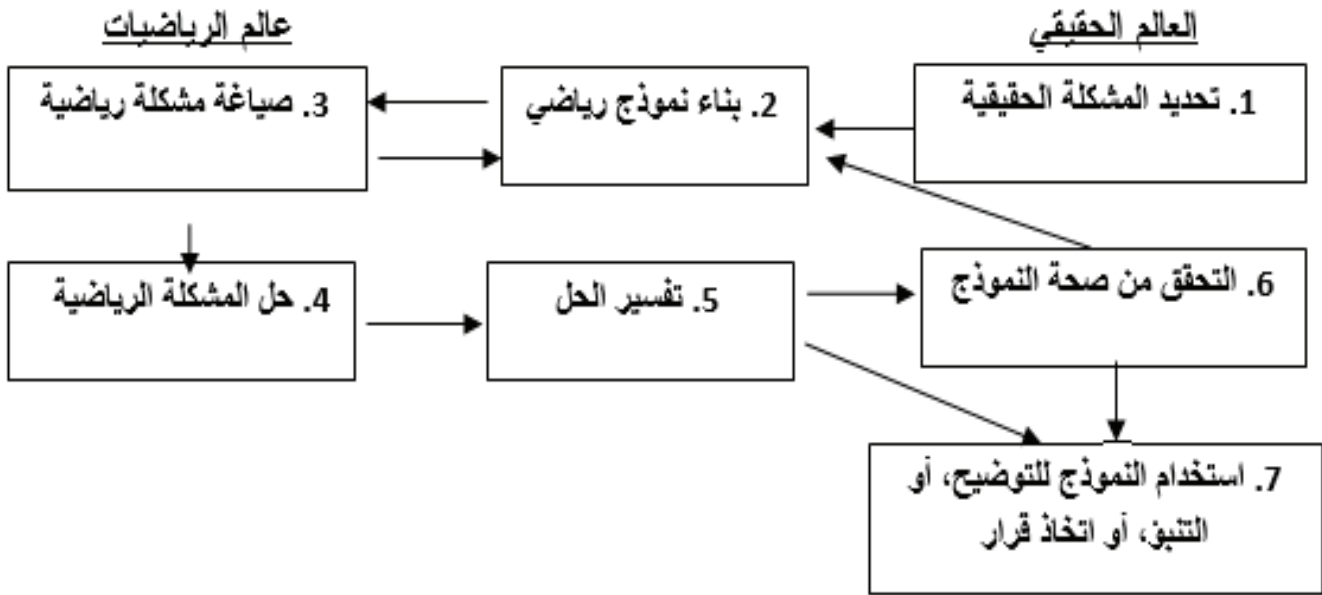 العالم الحقيقي
عالم الرياضيات
1. تحديد المشكلة الحقيقية
2. بناء نموذج رياضي
3. صياغة مشكلة رياضية
4. حل المشكلة الرياضية
5. تفسير الحل
6. التحقق من صحة النموذج
7. استخدام النموذج للتوضيح، أو
التنبؤ، أو اتخاذ قرار